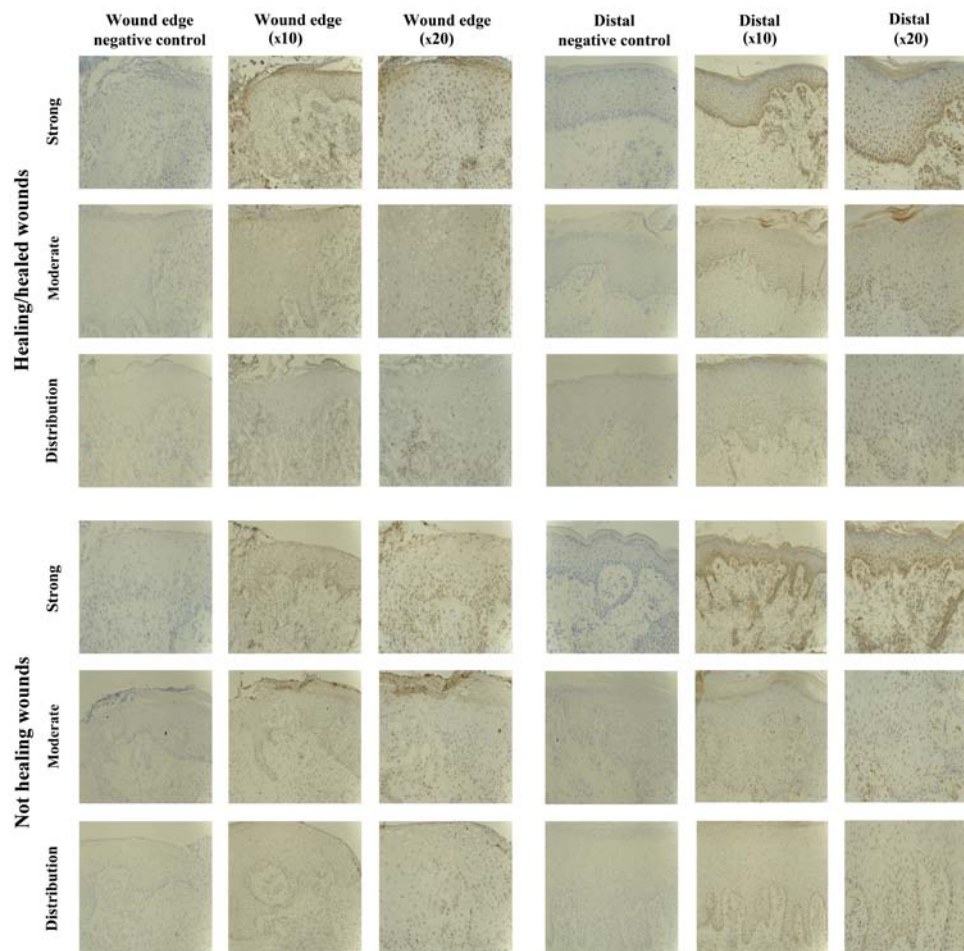 Wound edge
negative control
Wound edge
(x10)
Wound edge
(x20)
Distal
negative control
Distal
(x10)
Distal
(x20)
Healing/healed wounds
Strong
Moderate
Distribution
Not healing wounds
Strong
Moderate
Distribution